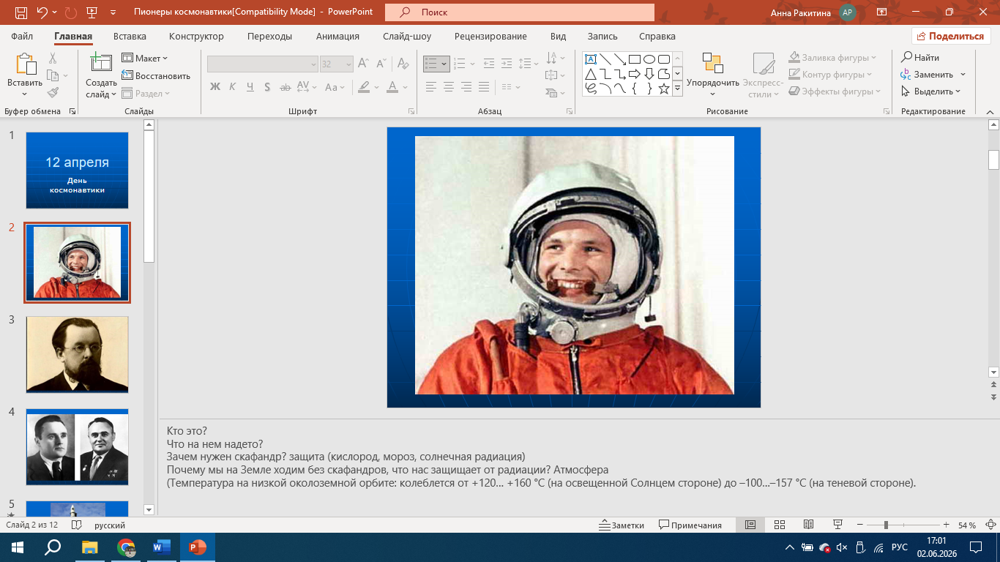 Пионеры космонавтики[Compatibility Mode] - PowerPoint
Поиск
Анна Ракитина
АР
Файл Главная Вставка Конструктор Переходы Анимация Слайд-шоу Рецензирование Вид Запись Справка
Поделиться
Вставить
Буфер обмена
Создать слайд
Макет
Восстановить
Раздел
Слайды
32
Ж К Ч S ab AV Aa А
Шрифт
Абзац
Упорядочить
Экспресс-стили
Заливка фигуры
Контур фигуры
Эффекты фигуры
Рисование
Найти
Заменить
Выделить
Редактирование
1
12 апреля
День
космонавтики
2
3
4
5
Кто это?
Что на нем надето?
Зачем нужен скафандр? защита (кислород, мороз, солнечная радиация)
Почему мы на Земле ходим без скафандров, что нас защищает от радиации? Атмосфера
(Температура на низкой околоземной орбите: колеблется от +120... +160 °C (на освещенной Солнцем стороне) до –100...–157 °C (на теневой стороне).
Слайд 2 из 12
русский
Заметки
Примечания
54 %
РУС
17:01
02.06.2026